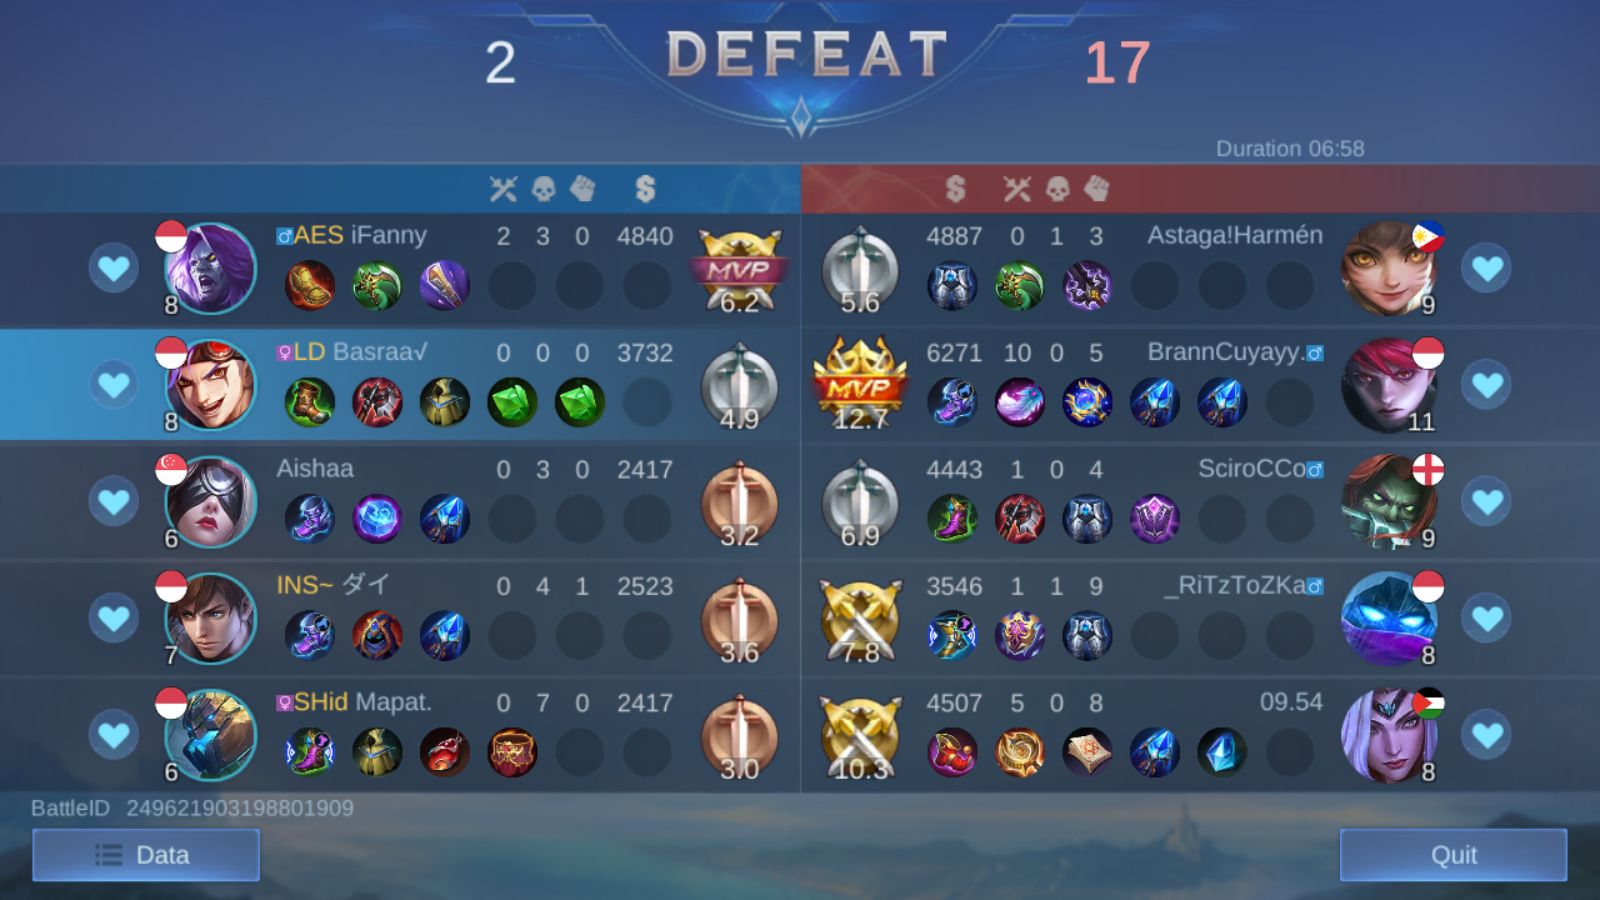 2 DEFEAT 17
Duration 06:58
AES iFanny 2 3 0 4840 MVP 6.2 8
5.6 4887 0 1 3 Astaga!Harmén 9
LD Basraa√ 0 0 0 3732 4.9 8
MVP 12.7 6271 10 0 5 BrannCuyayy. 11
Aishaa 0 3 0 2417 3.2 6
6.9 4443 1 0 4 SciroCCo 9
INS~ ダイ 0 4 1 2523 3.6 7
7.8 3546 1 1 9 _RiTzToZKa 8
SHid Mapat. 0 7 0 2417 3.0 6
10.3 4507 5 0 8 09.54 8
BattleID 249621903198801909
Data
Quit